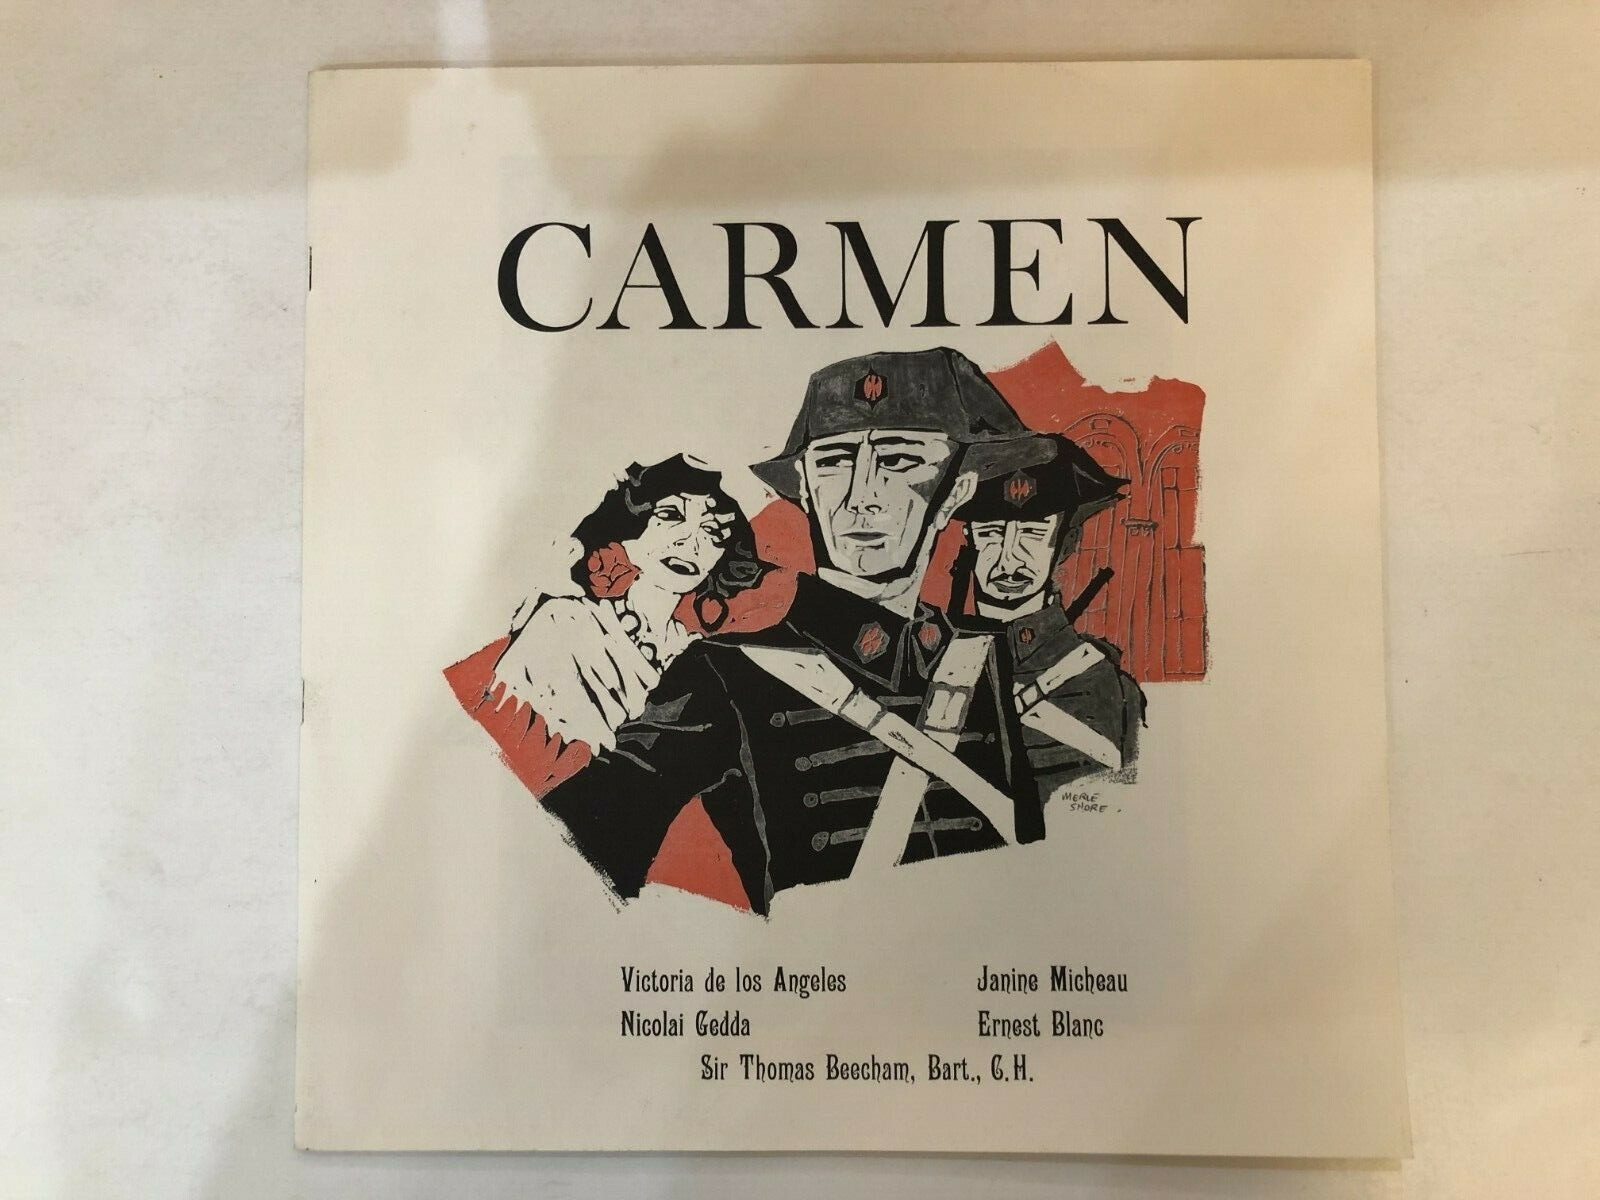 CARMEN
MERLE
SHORE.
Victoria de los Angeles
Janine Micheau
Nicolai Gedda
Ernest Blanc
Sir Thomas Beecham, Bart., C.H.